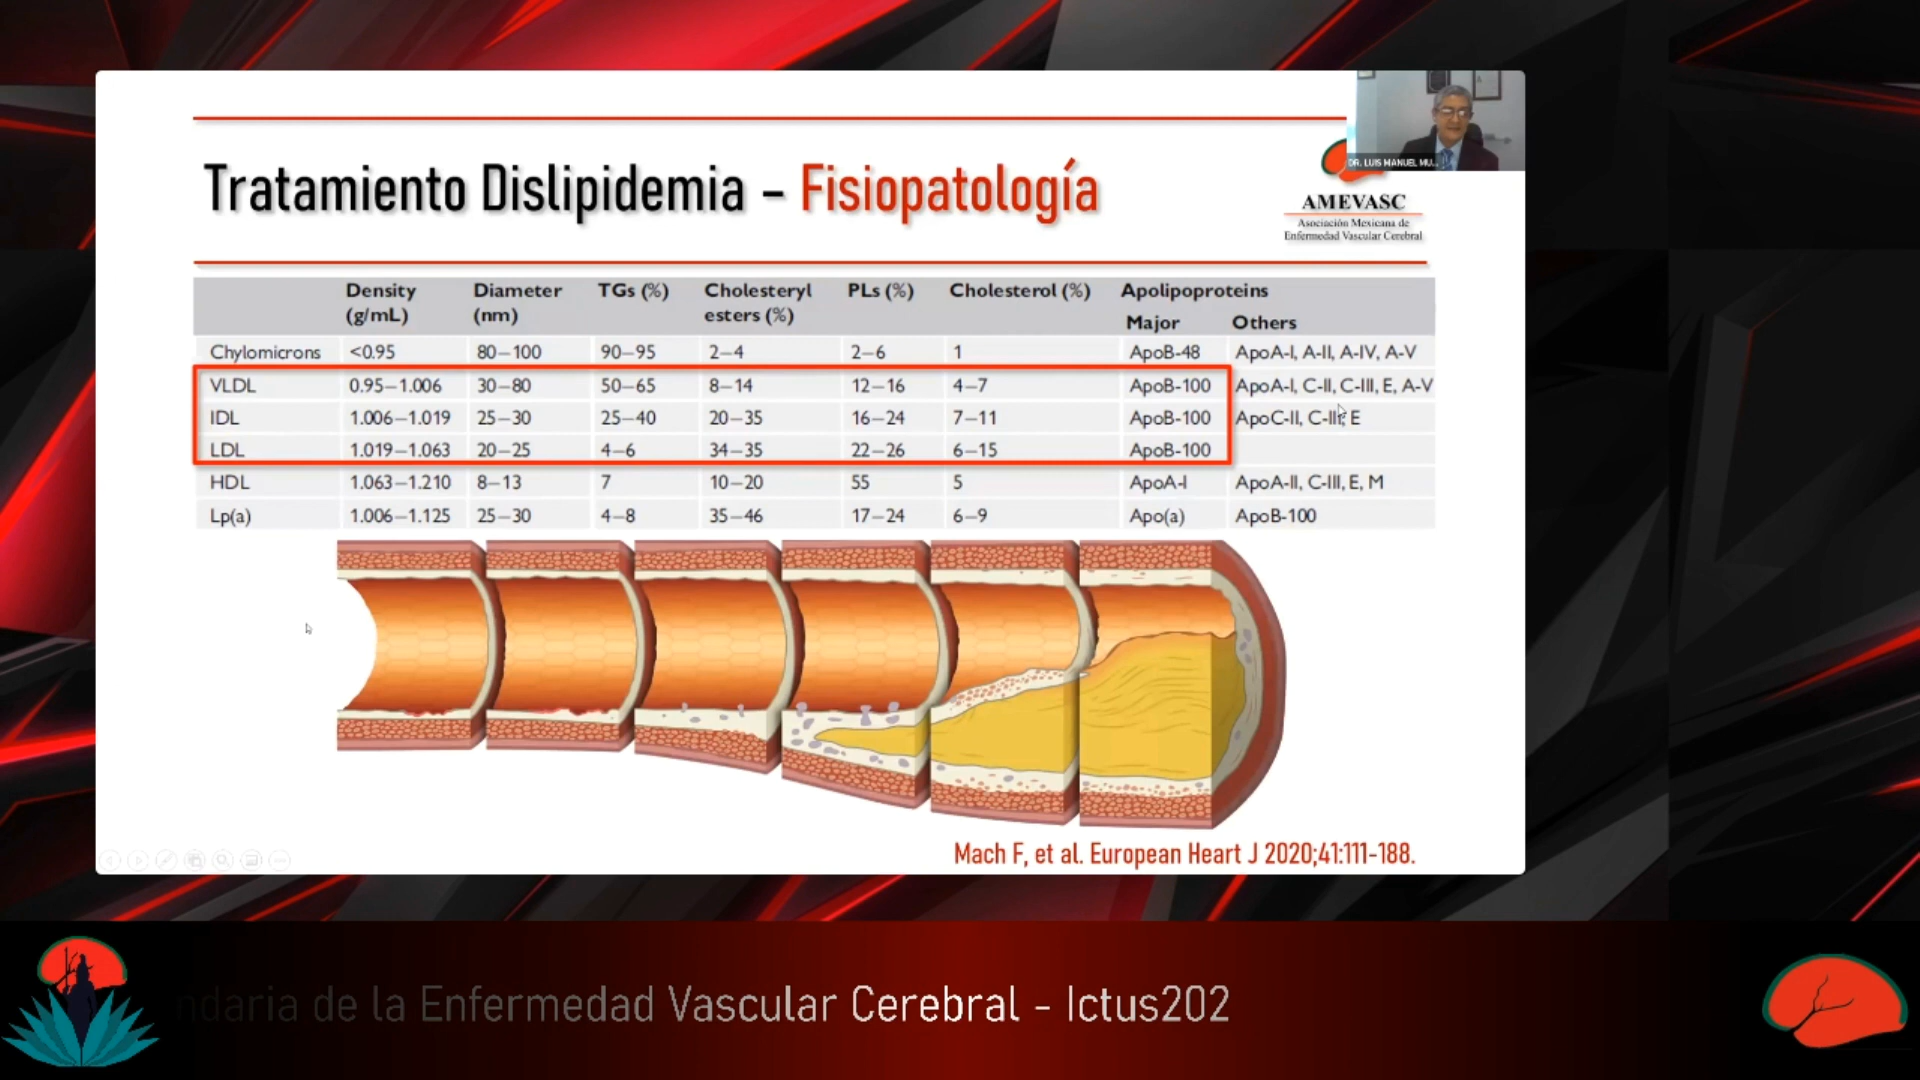 DR. LUIS MANUEL MU...
Tratamiento Dislipidemia – Fisiopatología
AMEVASC
Asociación Mexicana de
Enfermedad Vascular Cerebral
Density (g/mL) Diameter (nm) TGs (%) Cholesteryl esters (%) PLs (%) Cholesterol (%) Apolipoproteins
Major Others
Chylomicrons <0.95 80–100 90–95 2–4 2–6 1 ApoB-48 ApoA-I, A-II, A-IV, A-V
VLDL 0.95–1.006 30–80 50–65 8–14 12–16 4–7 ApoB-100 ApoA-I, C-II, C-III, E, A-V
IDL 1.006–1.019 25–30 25–40 20–35 16–24 7–11 ApoB-100 ApoC-II, C-III, E
LDL 1.019–1.063 20–25 4–6 34–35 22–26 6–15 ApoB-100
HDL 1.063–1.210 8–13 7 10–20 55 5 ApoA-I ApoA-II, C-III, E, M
Lp(a) 1.006–1.125 25–30 4–8 35–46 17–24 6–9 Apo(a) ApoB-100
Mach F, et al. European Heart J 2020;41:111-188.
ndaria de la Enfermedad Vascular Cerebral - Ictus202